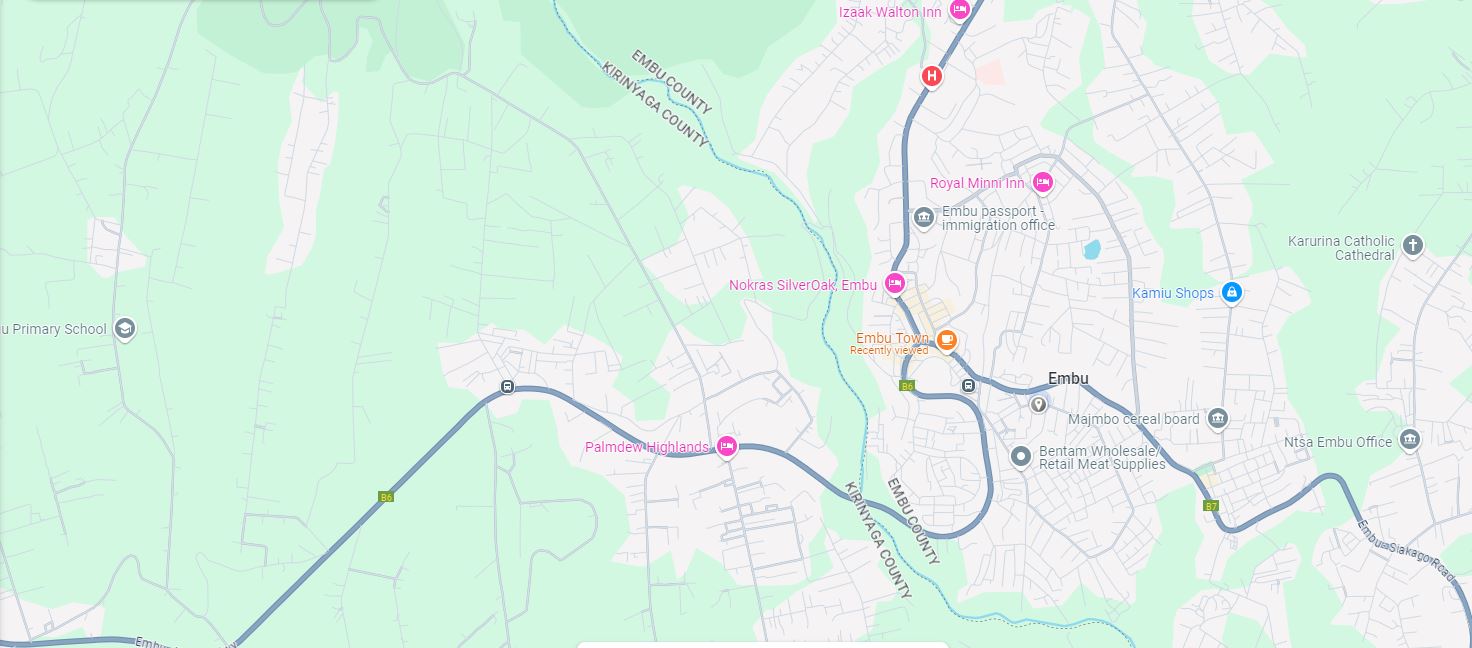 Izaak Walton Inn
H
EMBU COUNTY
KIRINYAGA COUNTY
Royal Minni Inn
Embu passport -
immigration office
Karurina Catholic
Cathedral
Nokras SilverOak, Embu
Kamiu Shops
u Primary School
Embu Town
Recently viewed
B6
Embu
Majmbo cereal board
Ntsa Embu Office
Palmdew Highlands
Bentam Wholesale/
Retail Meat Supplies
B6
B7
EMBU COUNTY
KIRINYAGA COUNTY
Embu-Siakago Road